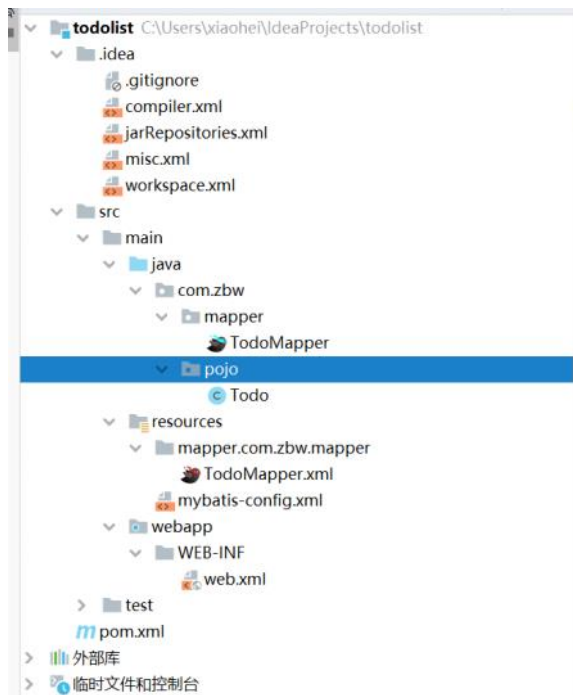 todolist C:\Users\xiaohei\IdeaProjects\todolist
.idea
.gitignore
compiler.xml
jarRepositories.xml
misc.xml
workspace.xml
src
main
java
com.zbw
mapper
TodoMapper
pojo
Todo
resources
mapper.com.zbw.mapper
TodoMapper.xml
mybatis-config.xml
webapp
WEB-INF
web.xml
test
pom.xml
外部库
临时文件和控制台